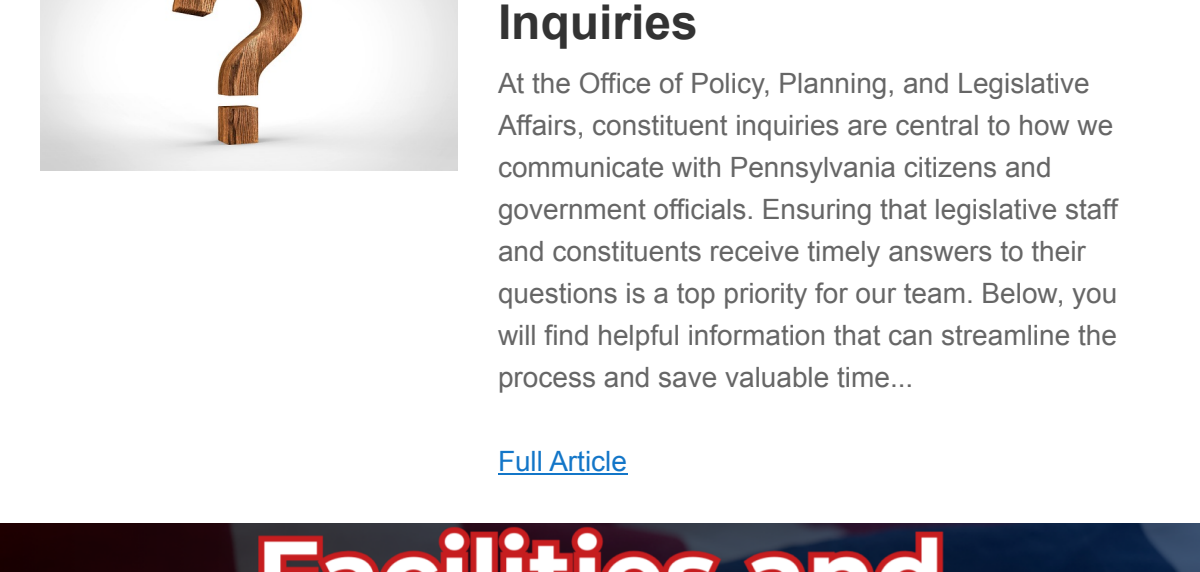 Inquiries
At the Office of Policy, Planning, and Legislative
Affairs, constituent inquiries are central to how we
communicate with Pennsylvania citizens and
government officials. Ensuring that legislative staff
and constituents receive timely answers to their
questions is a top priority for our team. Below, you
will find helpful information that can streamline the
process and save valuable time...
Full Article
Facilities and